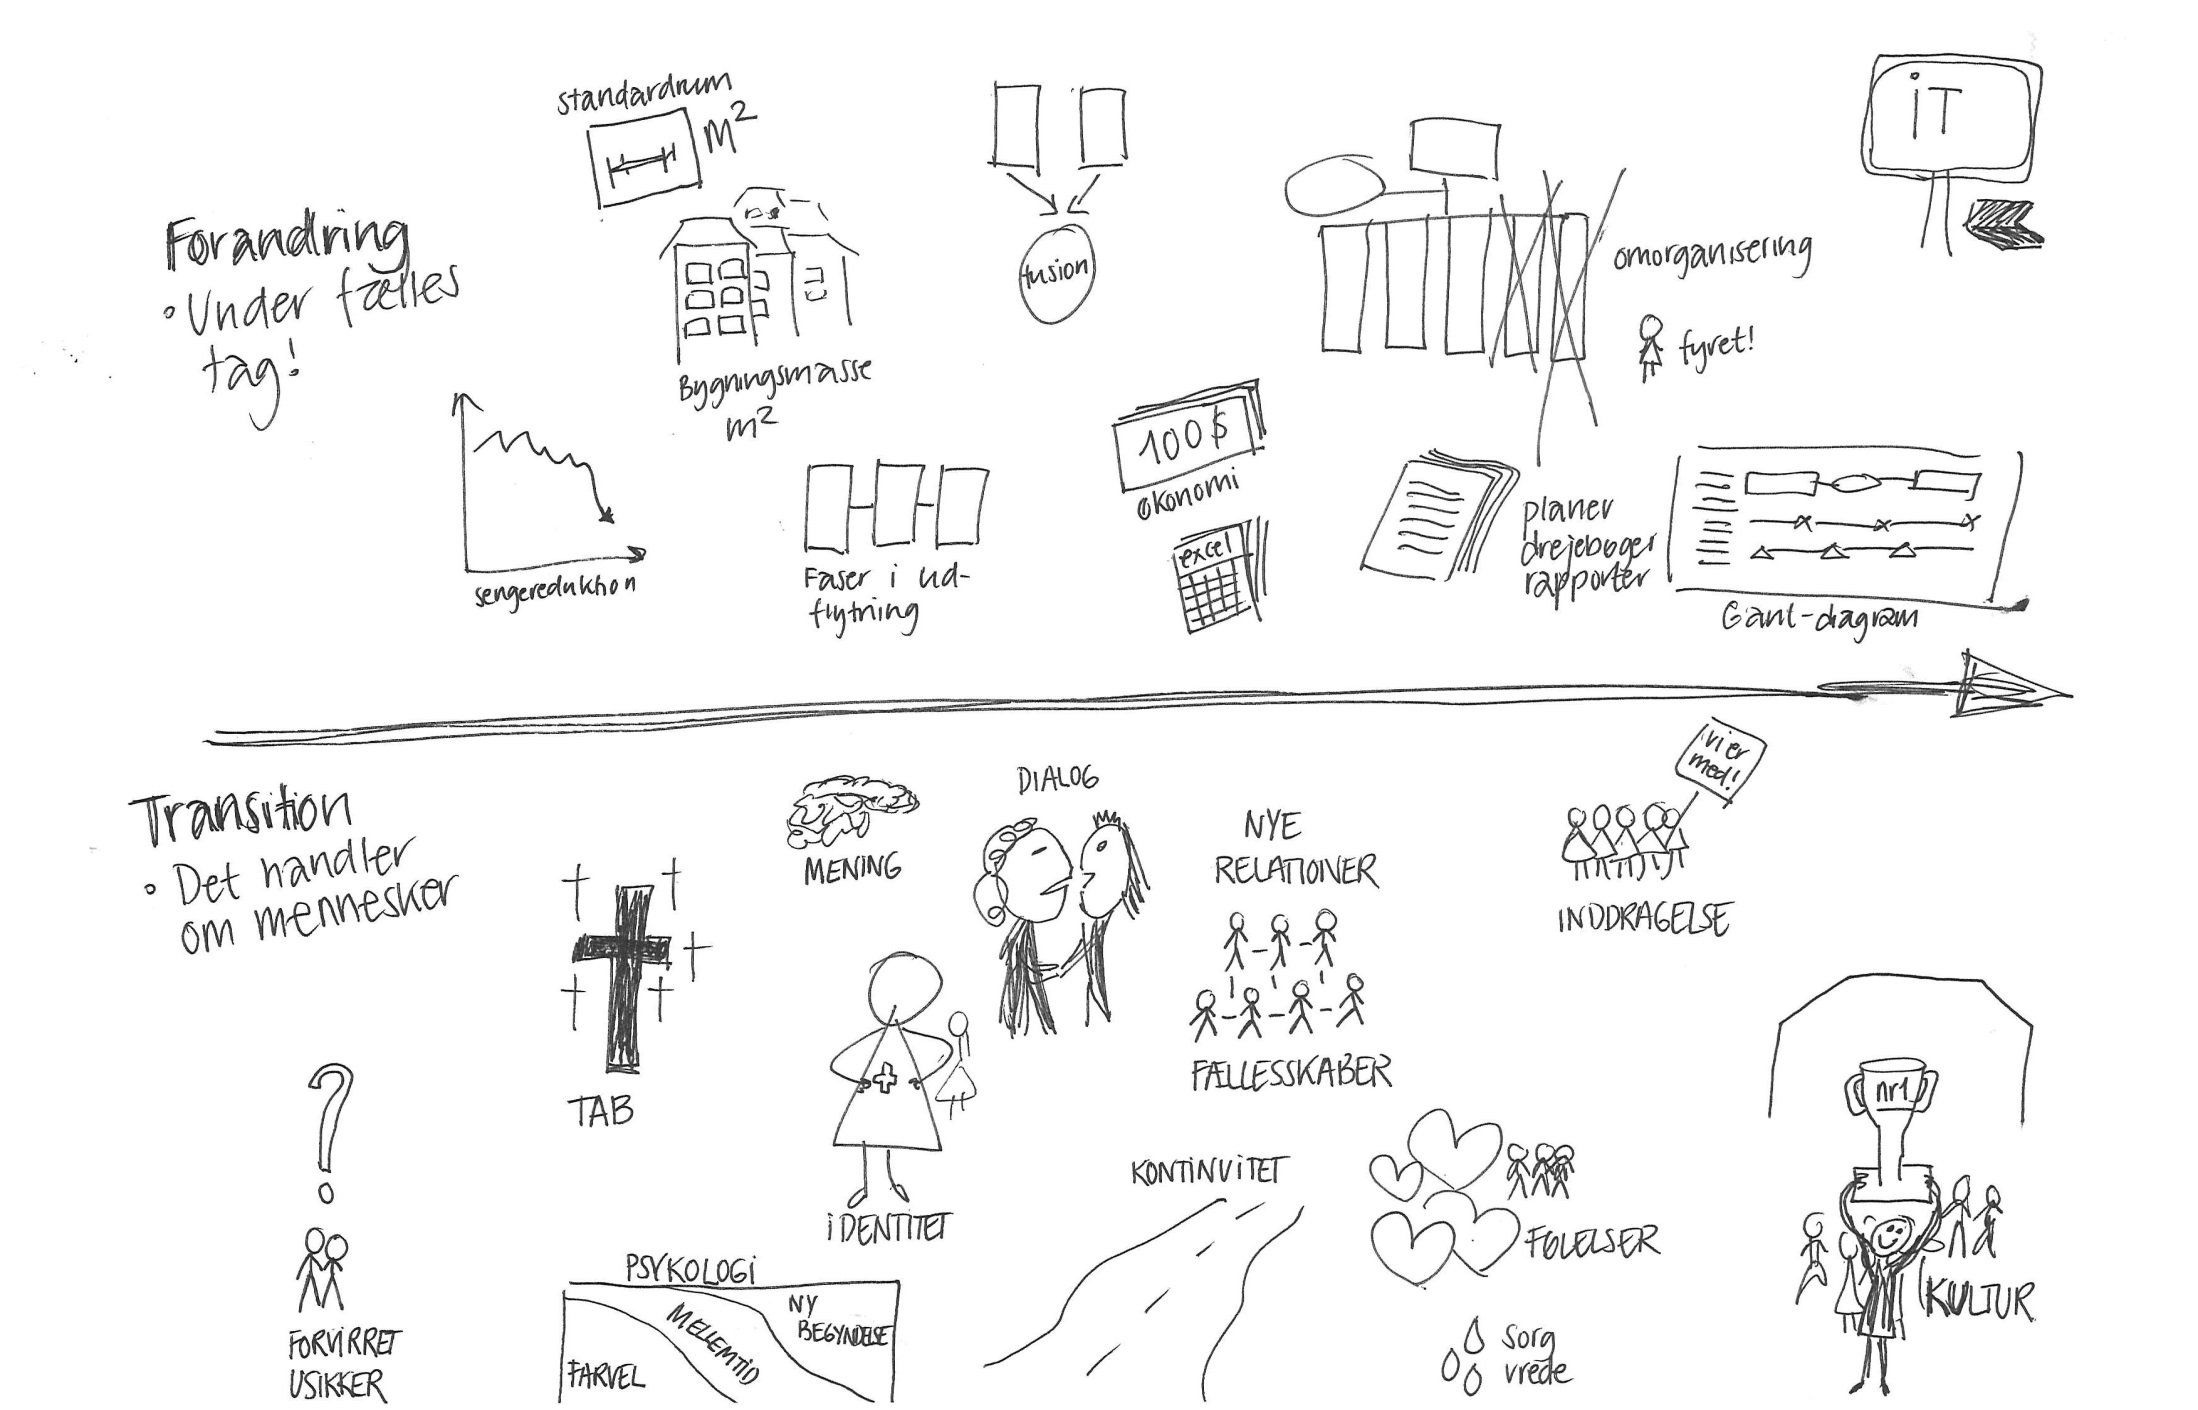 Forandring
• Under fælles
tag!
standardrum
m²
Bygningsmasse
m²
fusion
omorganisering
fyret!
iT
sengereduktion
Faser i ud-
flytning
100$
økonomi
excel
planer
drejebøger
rapporter
Gant-diagram
Transition
• Det handler
om mennesker
FORVIRRET
USIKKER
TAB
MENING
iDENTITET
DIALOG
NYE
RELATIONER
FÆLLESSKABER
vi er
med!
INDDRAGELSE
PSYKOLOGI
FARVEL
MELLEMTID
NY
BEGYNDELSE
KONTINUITET
FØLELSER
sorg
vrede
nr1
KULTUR